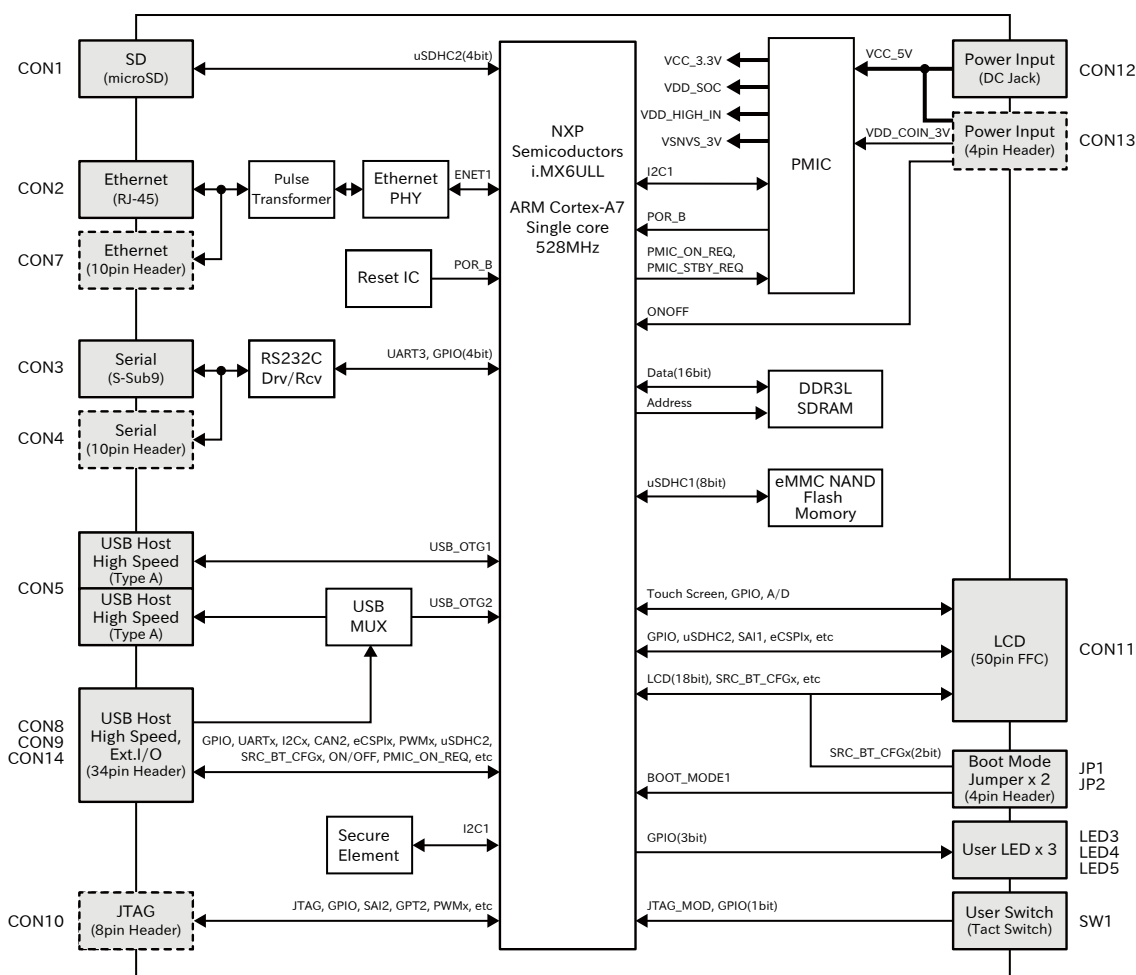 CON1
SD
(microSD)
uSDHC2(4bit)
CON2
Ethernet
(RJ-45)
Pulse
Transformer
Ethernet
PHY
ENET1
CON7
Ethernet
(10pin Header)
Reset IC
POR_B
CON3
Serial
(S-Sub9)
RS232C
Drv/Rcv
UART3, GPIO(4bit)
CON4
Serial
(10pin Header)
CON5
USB Host
High Speed
(Type A)
USB_OTG1
USB Host
High Speed
(Type A)
USB
MUX
USB_OTG2
CON8
CON9
CON14
USB Host
High Speed,
Ext.I/O
(34pin Header)
GPIO, UARTx, I2Cx, CAN2, eCSPIx, PWMx, uSDHC2,
SRC_BT_CFGx, ON/OFF, PMIC_ON_REQ, etc
Secure
Element
I2C1
CON10
JTAG
(8pin Header)
JTAG, GPIO, SAI2, GPT2, PWMx, etc
NXP
Semicoductors
i.MX6ULL
ARM Cortex-A7
Single core
528MHz
VCC_3.3V
VDD_SOC
VDD_HIGH_IN
VSNVS_3V
I2C1
POR_B
PMIC_ON_REQ,
PMIC_STBY_REQ
PMIC
VCC_5V
Power Input
(DC Jack)
CON12
VDD_COIN_3V
Power Input
(4pin Header)
CON13
ONOFF
Data(16bit)
Address
DDR3L
SDRAM
uSDHC1(8bit)
eMMC NAND
Flash
Momory
Touch Screen, GPIO, A/D
GPIO, uSDHC2, SAI1, eCSPIx, etc
LCD(18bit), SRC_BT_CFGx, etc
LCD
(50pin FFC)
CON11
SRC_BT_CFGx(2bit)
BOOT_MODE1
Boot Mode
Jumper x 2
(4pin Header)
JP1
JP2
GPIO(3bit)
User LED x 3
LED3
LED4
LED5
JTAG_MOD, GPIO(1bit)
User Switch
(Tact Switch)
SW1